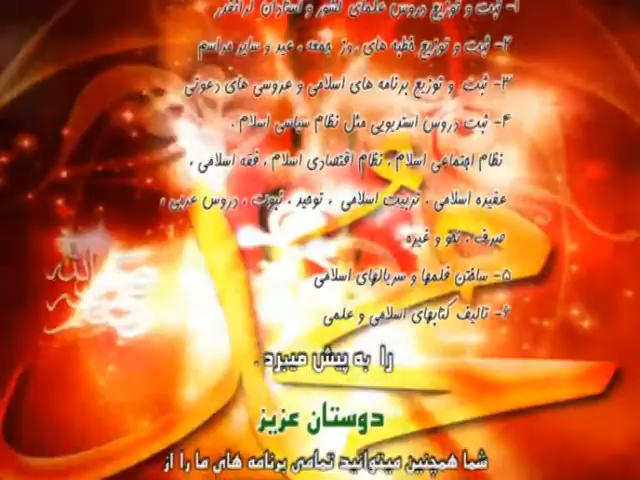 ۱- ثبت و توزیع دروس علمای کشور و استادان گرانقدر
۲- ثبت و توزیع خطبه های روز جمعه ، عید و سایر مراسم
۳- ثبت و توزیع برنامه های اسلامی و عروسی های دعوتی
۴- ثبت دروس استدیویی مثل نظام سیاسی اسلام ،
نظام اجتماعی اسلام ، نظام اقتصادی اسلام ، فقه اسلامی ،
عقیده اسلامی ، تربیت اسلامی ، توحید ، نبوت ، دروس عربی ؛
صرف ، نحو و غیره
۵- ساختن فلمها و سریالهای اسلامی
۶- تالیف کتابهای اسلامی و علمی
را به پیش میبرد .
دوستان عزیز
شما همچنین میتوانید تمامی برنامه های ما را از
محمد